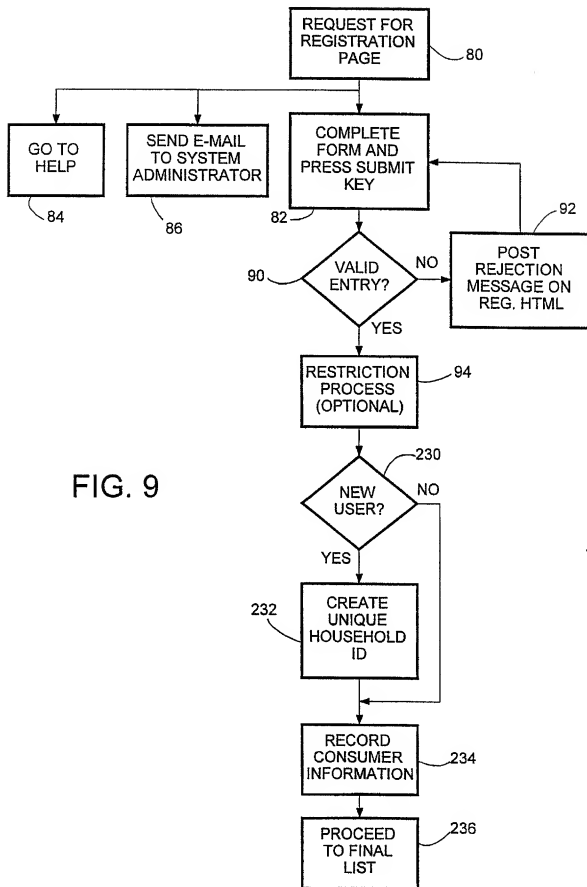 REQUEST FOR
REGISTRATION
PAGE
80
GO TO
HELP
84
SEND E-MAIL
TO SYSTEM
ADMINISTRATOR
86
COMPLETE
FORM AND
PRESS SUBMIT
KEY
82
92
POST
REJECTION
MESSAGE ON
REG. HTML
90
VALID
ENTRY?
NO
YES
RESTRICTION
PROCESS
(OPTIONAL)
94
FIG. 9
230
NEW
USER?
NO
YES
232
CREATE
UNIQUE
HOUSEHOLD
ID
RECORD
CONSUMER
INFORMATION
234
PROCEED
TO FINAL
LIST
236